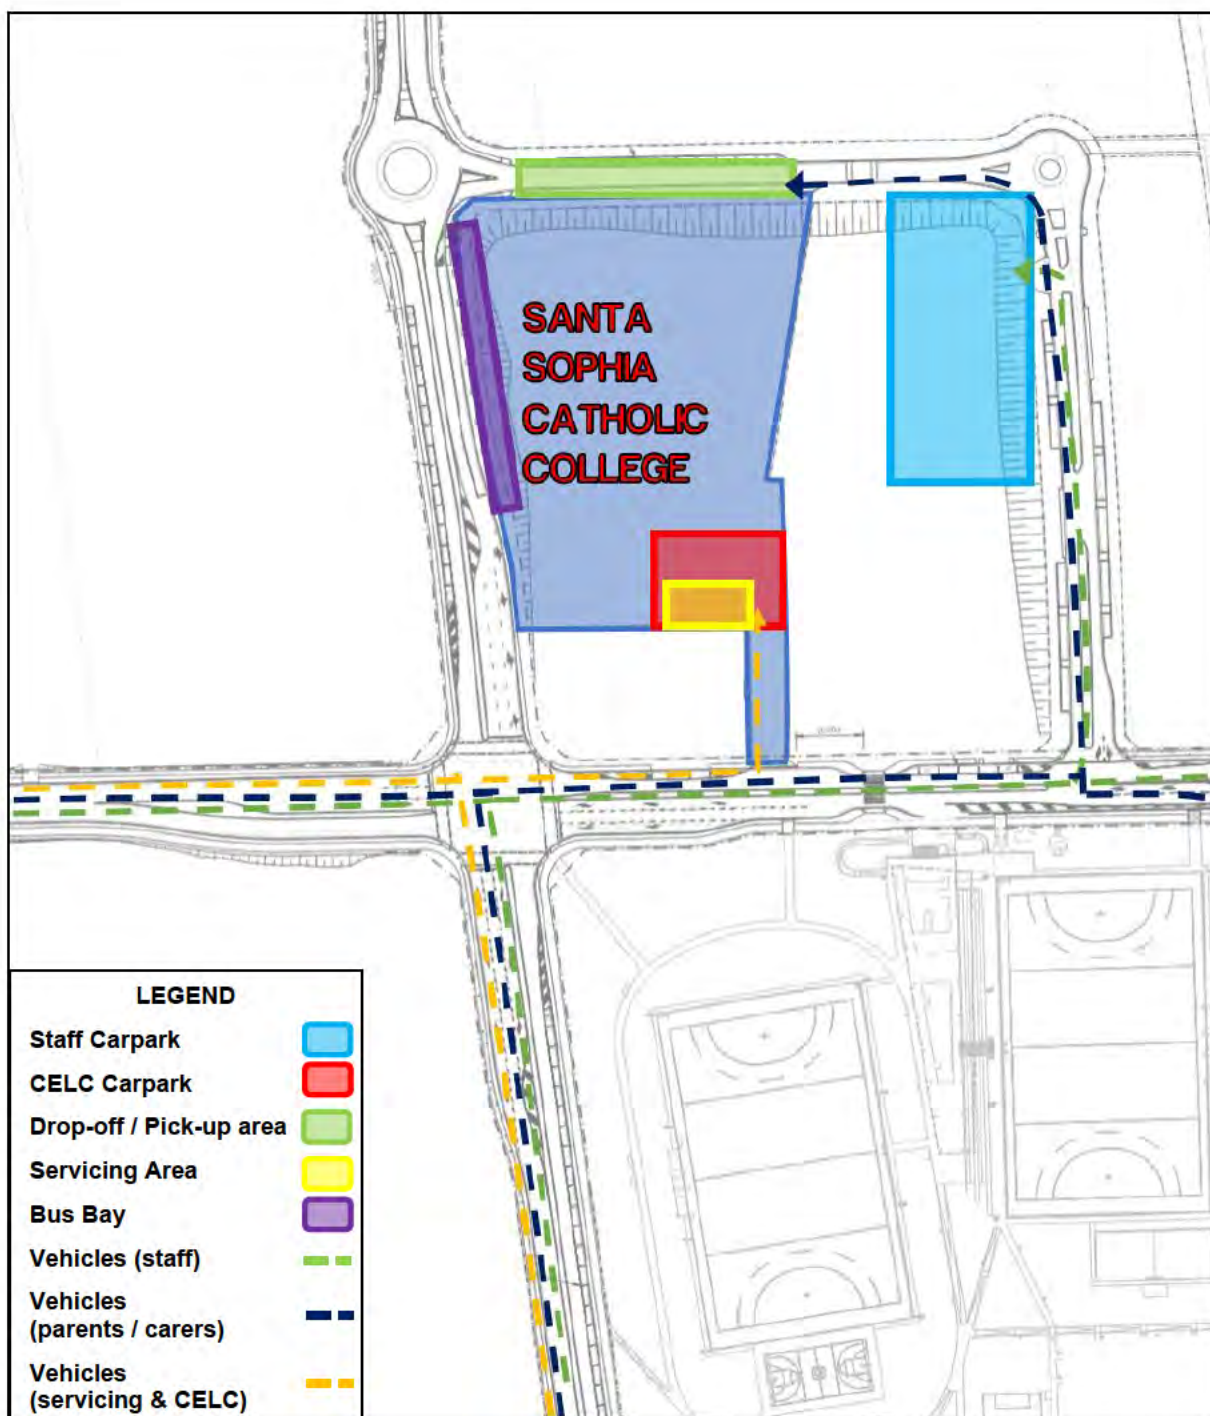 SANTA
SOPHIA
CATHOLIC
COLLEGE
LEGEND
Staff Carpark
CELC Carpark
Drop-off / Pick-up area
Servicing Area
Bus Bay
Vehicles (staff)
Vehicles
(parents / carers)
Vehicles
(servicing & CELC)